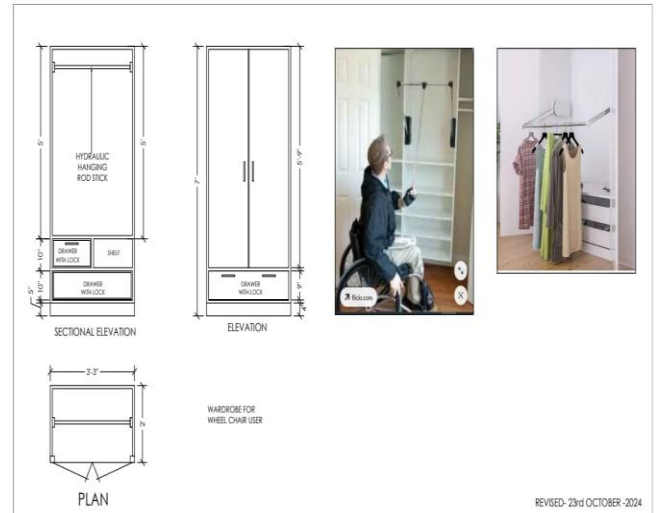 5'
HYDRAULIC
HANGING
ROD STICK
5'
DRAWER
WITH LOCK
SHELF
10"
DRAWER
WITH LOCK
10"
5"
SECTIONAL ELEVATION
7'
5'-9"
DRAWER
WITH LOCK
9"
4"
ELEVATION
flickr.com
3'-3"
2'
PLAN
WARDROBE FOR
WHEEL CHAIR USER
REVISED- 23rd OCTOBER -2024